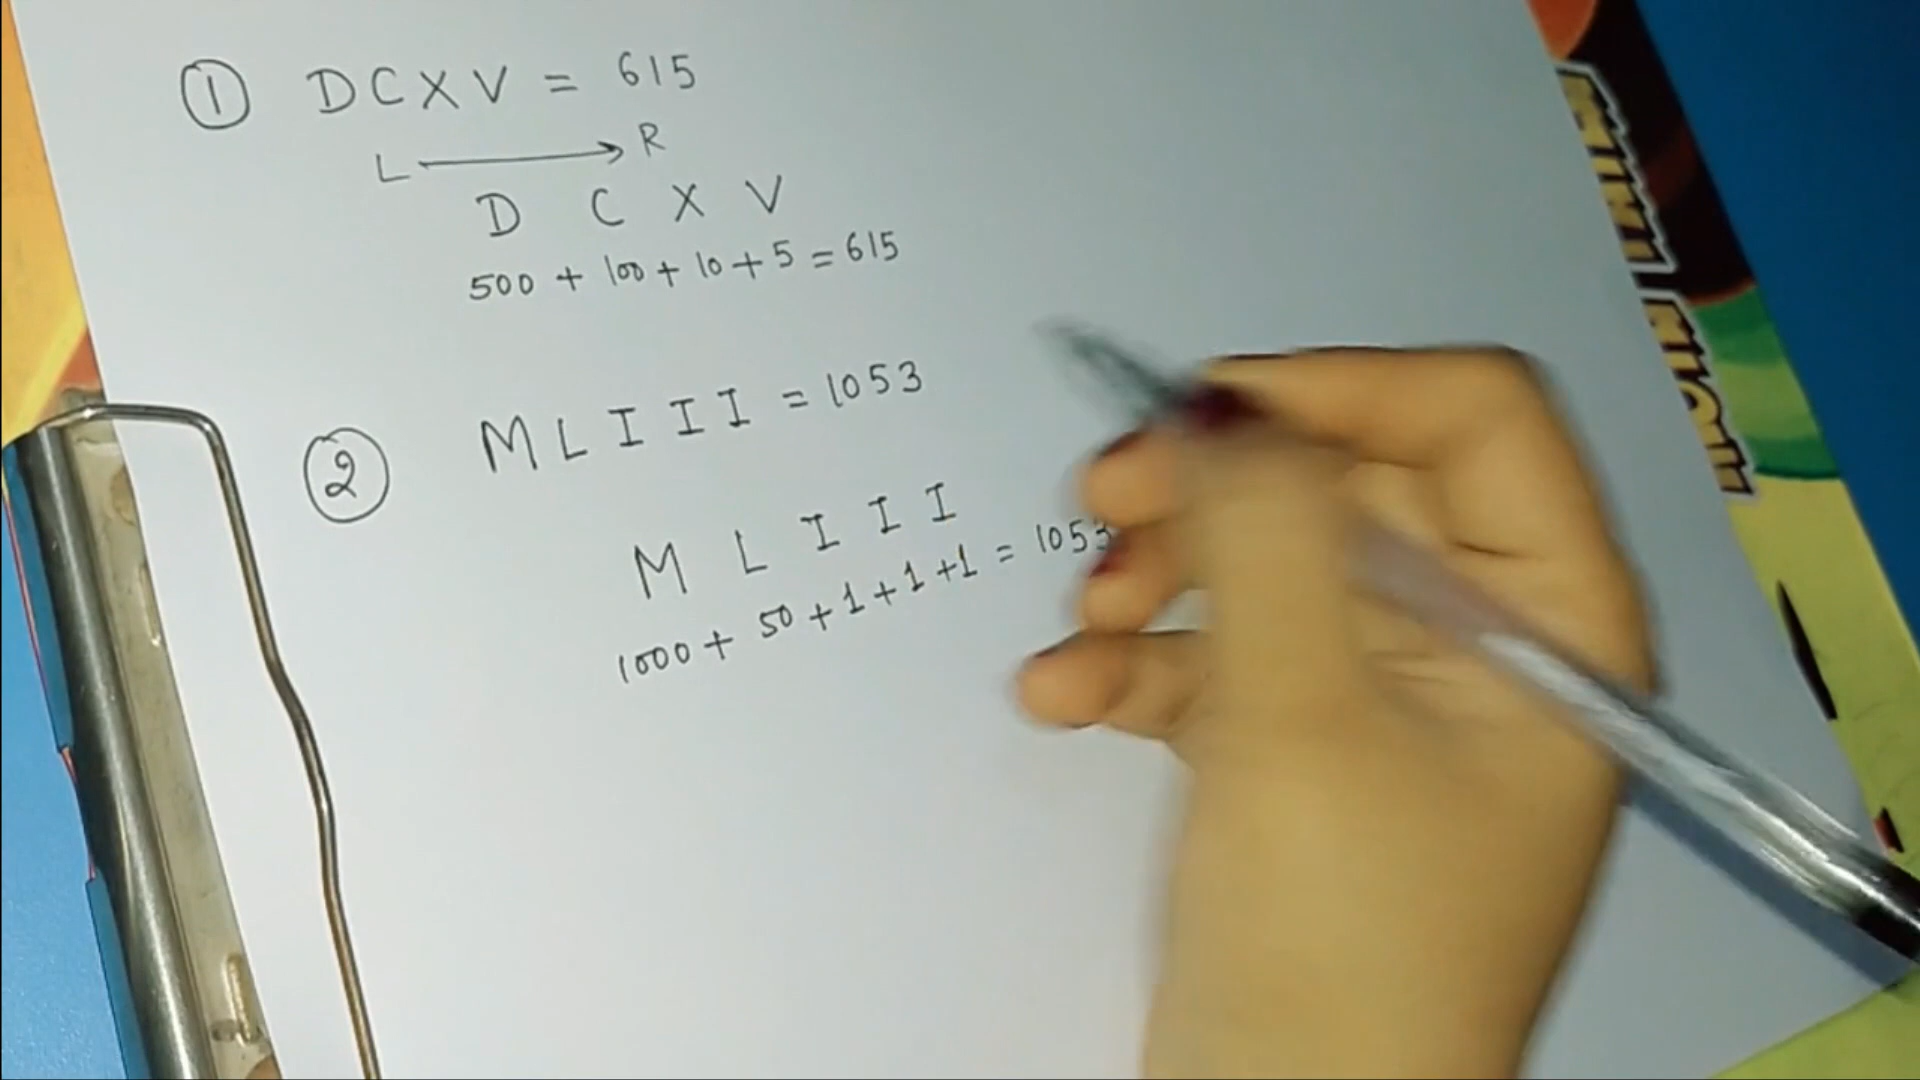 ① DCXV = 615
L ⟶ R
D C X V
500 + 100 + 10 + 5 = 615
② MLIII = 1053
M L I I I
1000 + 50 + 1 + 1 + 1 = 1053